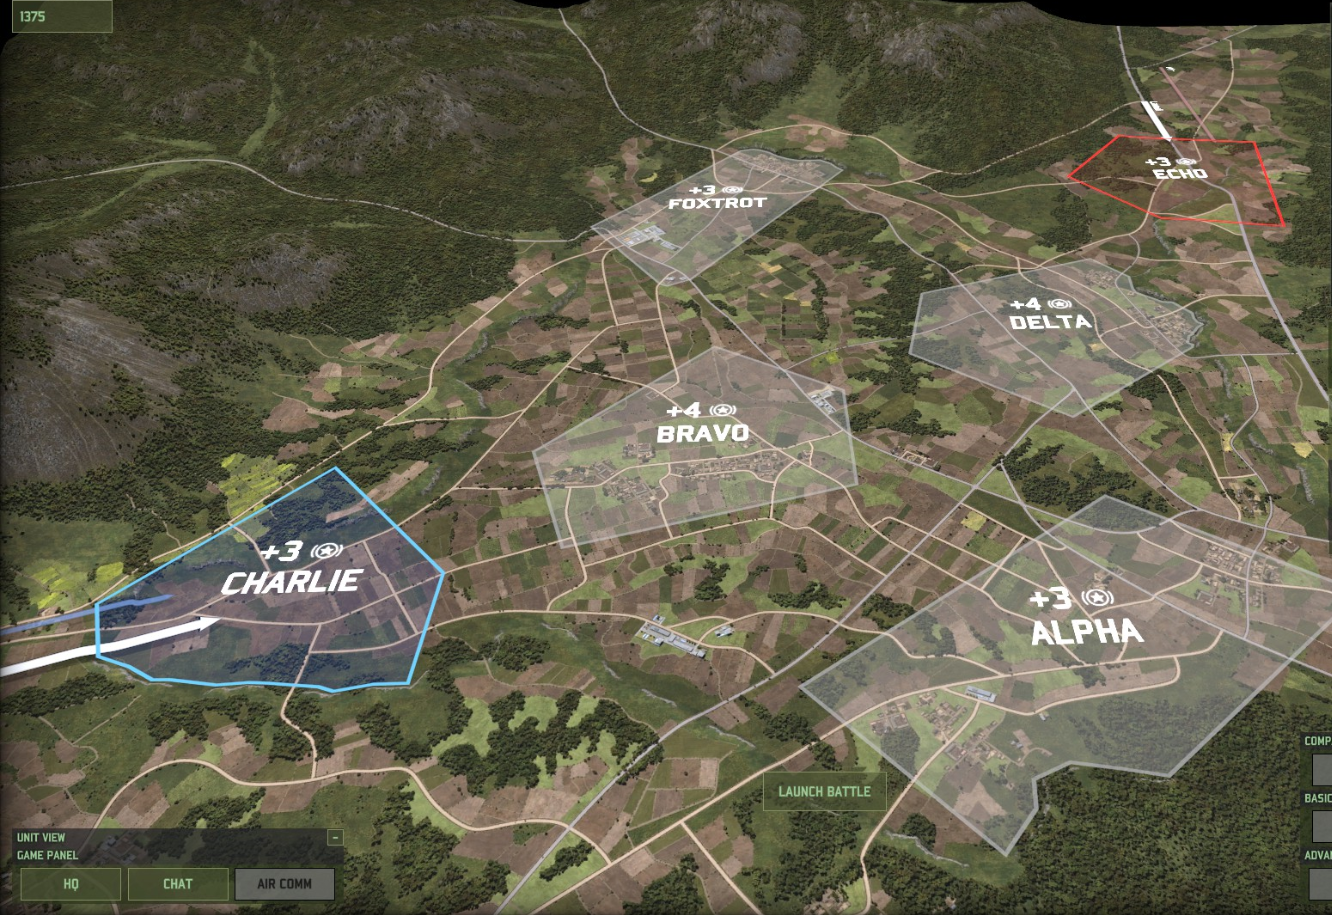 1375
+3
ECHO
+3
FOXTROT
+4
DELTA
+4
BRAVO
+3
CHARLIE
+3
ALPHA
COMP
LAUNCH BATTLE
BASIC
UNIT VIEW
-
GAME PANEL
ADVA
HQ
CHAT
AIR COMM